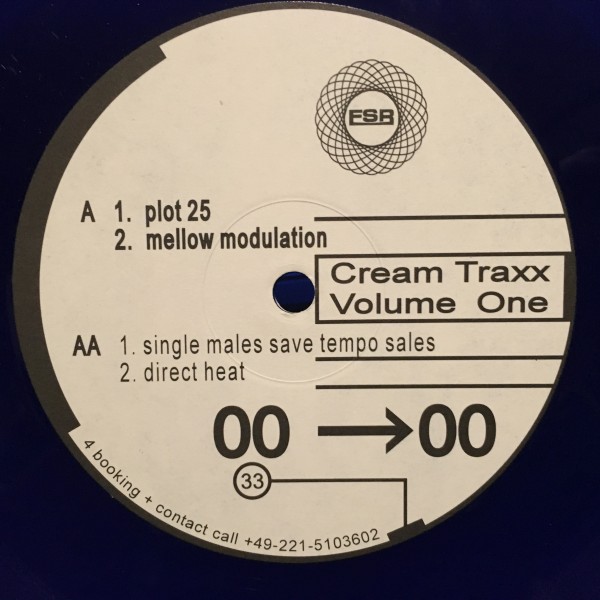 FSR
A 1. plot 25
2. mellow modulation
Cream Traxx
Volume One
AA 1. single males save tempo sales
2. direct heat
00 → 00
33
4 booking + contact call +49-221-5103602